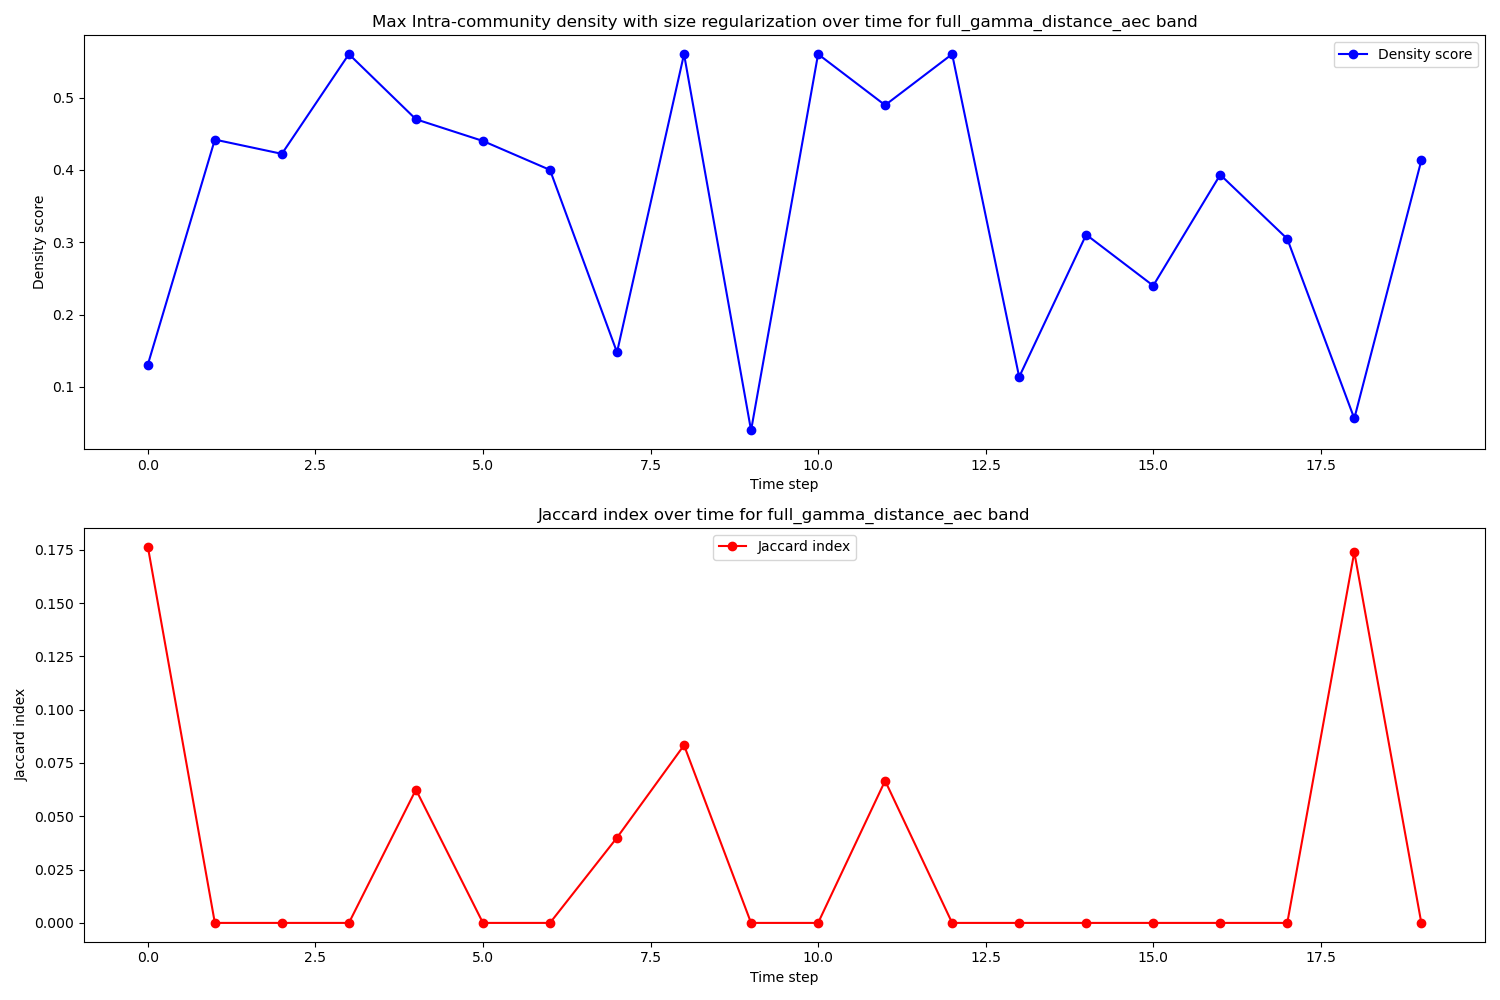 Max Intra-community density with size regularization over time for full_gamma_distance_aec band
Density score
Density score
0.5
0.4
0.3
0.2
0.1
0.0 2.5 5.0 7.5 10.0 12.5 15.0 17.5
Time step
Jaccard index over time for full_gamma_distance_aec band
Jaccard index
Jaccard index
0.175
0.150
0.125
0.100
0.075
0.050
0.025
0.000
0.0 2.5 5.0 7.5 10.0 12.5 15.0 17.5
Time step